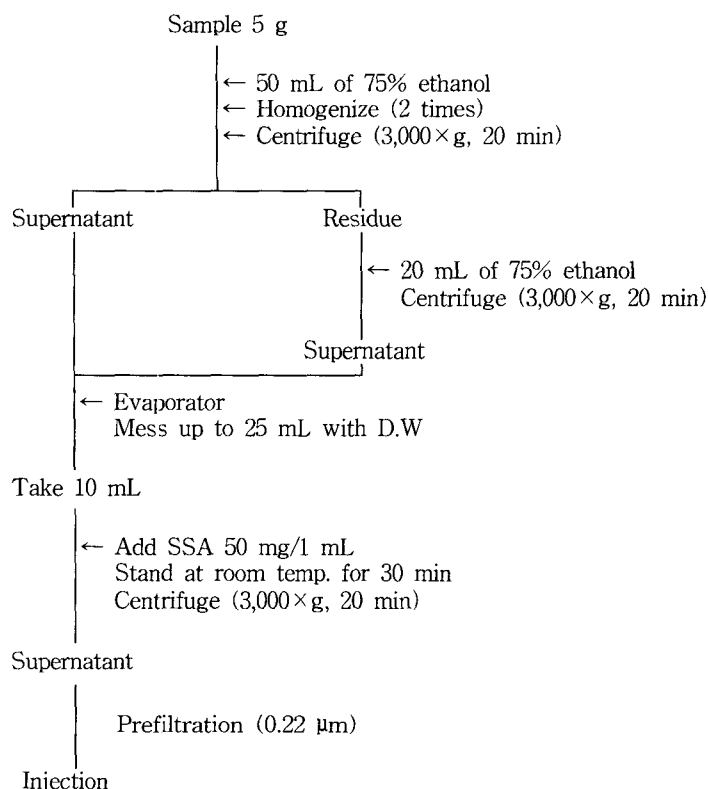 Sample 5 g
← 50 mL of 75% ethanol
← Homogenize (2 times)
← Centrifuge (3,000×g, 20 min)
Supernatant
Residue
← 20 mL of 75% ethanol
Centrifuge (3,000×g, 20 min)
Supernatant
← Evaporator
Mess up to 25 mL with D.W
Take 10 mL
← Add SSA 50 mg/1 mL
Stand at room temp. for 30 min
Centrifuge (3,000×g, 20 min)
Supernatant
Prefiltration (0.22 μm)
Injection